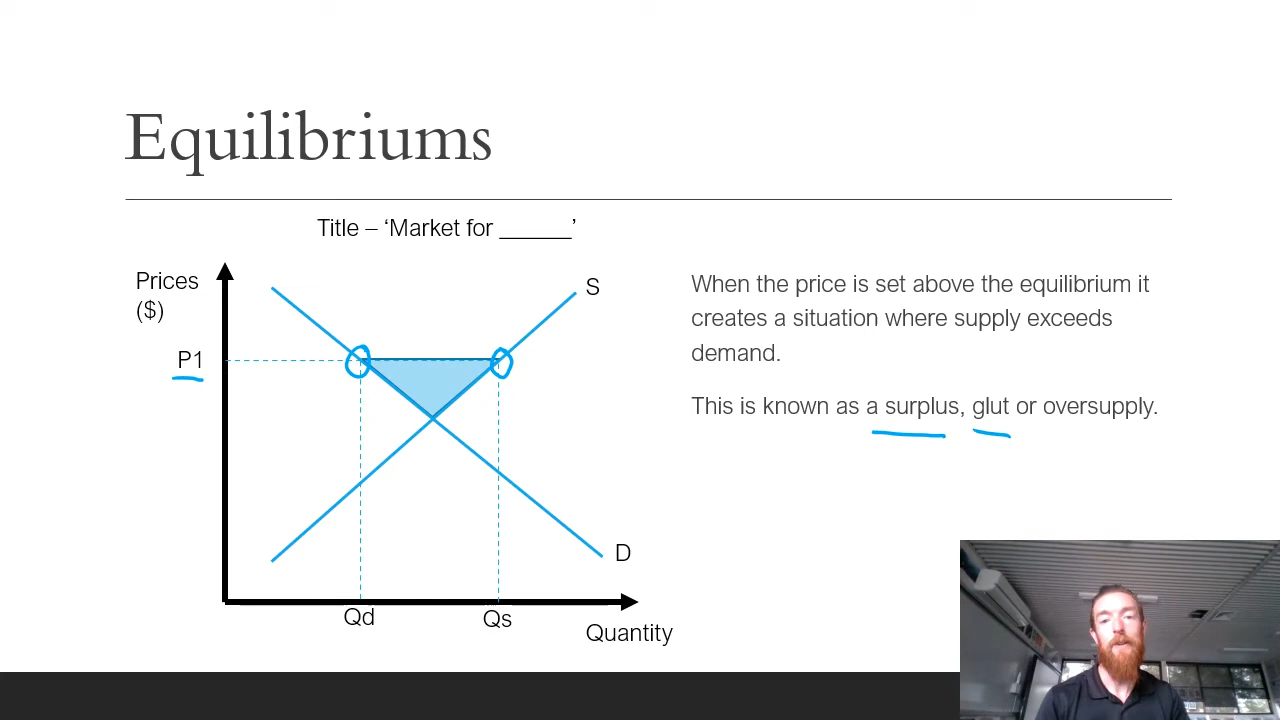 Equilibriums
Title – ‘Market for ______’
Prices
($)
S
P1
D
Qd
Qs
Quantity
When the price is set above the equilibrium it
creates a situation where supply exceeds
demand.
This is known as a surplus, glut or oversupply.